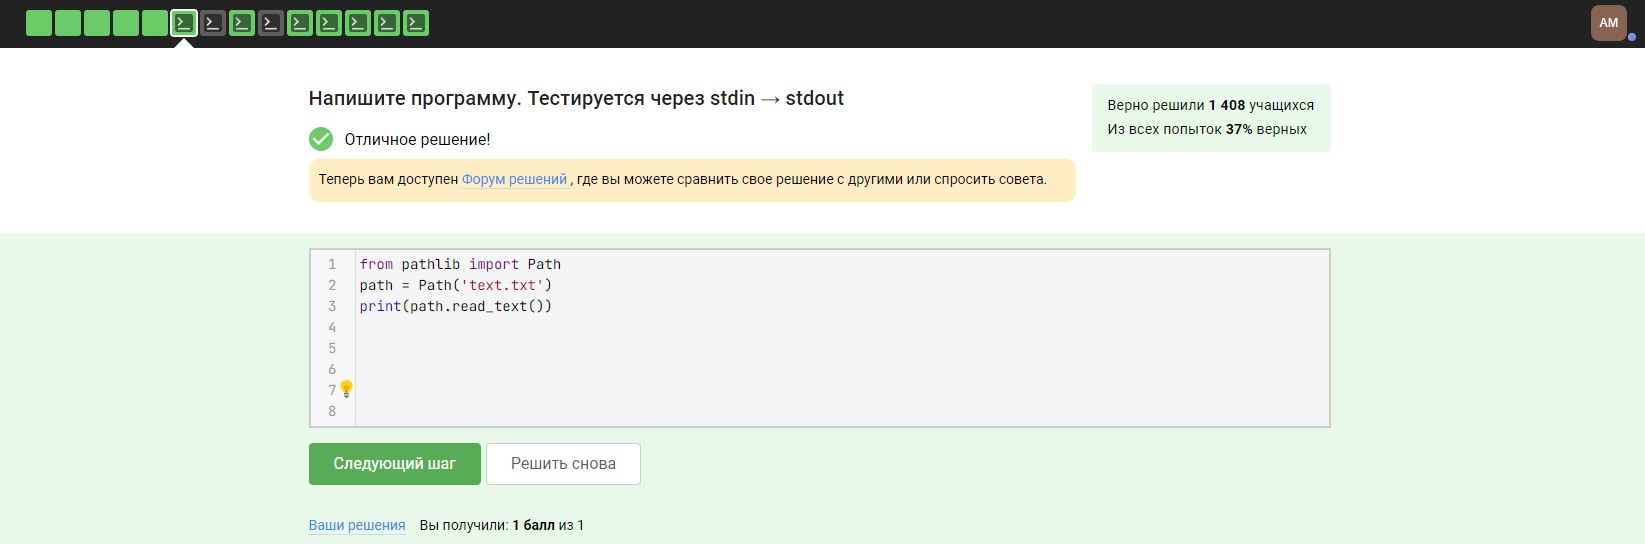 AM
Напишите программу. Тестируется через stdin → stdout
Верно решили 1 408 учащихся
Из всех попыток 37% верных
Отличное решение!
Теперь вам доступен Форум решений , где вы можете сравнить свое решение с другими или спросить совета.
1 from pathlib import Path
2 path = Path('text.txt')
3 print(path.read_text())
4
5
6
7
8
Следующий шаг Решить снова
Ваши решения Вы получили: 1 балл из 1